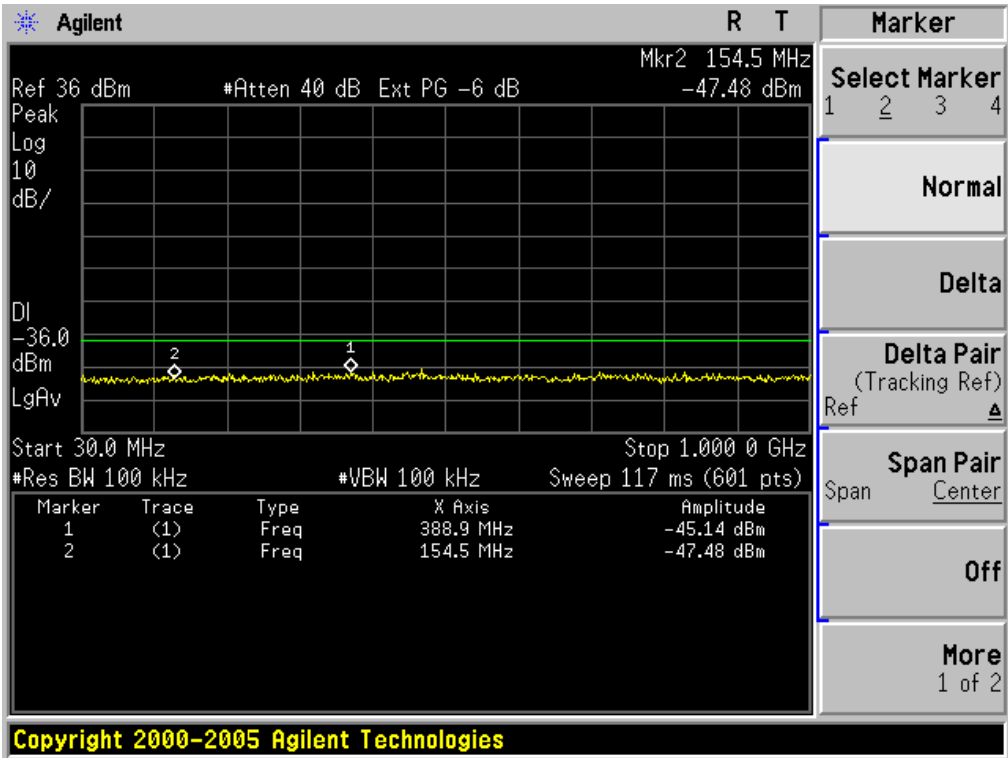 Agilent R T
Mkr2 154.5 MHz
Ref 36 dBm #Atten 40 dB Ext PG -6 dB -47.48 dBm
Peak
Log
10
dB/
DI
-36.0
dBm
LgAv
2
1
Start 30.0 MHz Stop 1.000 0 GHz
#Res BW 100 kHz #VBW 100 kHz Sweep 117 ms (601 pts)
Marker Trace Type X Axis Amplitude
1 (1) Freq 388.9 MHz -45.14 dBm
2 (1) Freq 154.5 MHz -47.48 dBm
Marker
Select Marker
1 2 3 4
Normal
Delta
Delta Pair
(Tracking Ref)
Ref Δ
Span Pair
Span Center
Off
More
1 of 2
Copyright 2000-2005 Agilent Technologies